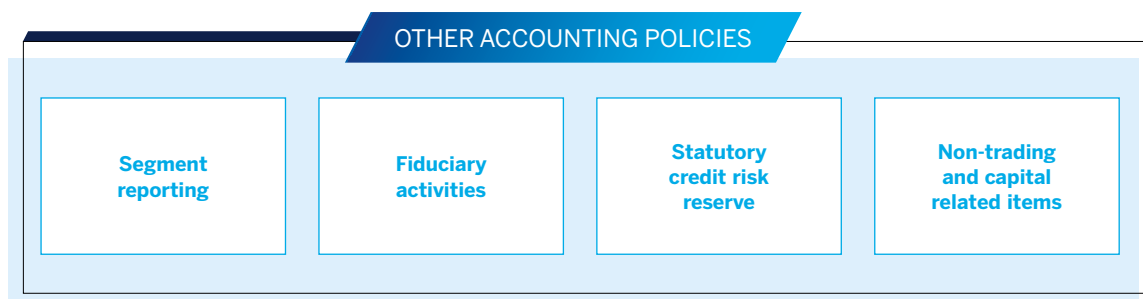 OTHER ACCOUNTING POLICIES
Segment
reporting
Fiduciary
activities
Statutory
credit risk
reserve
Non-trading
and capital
related items